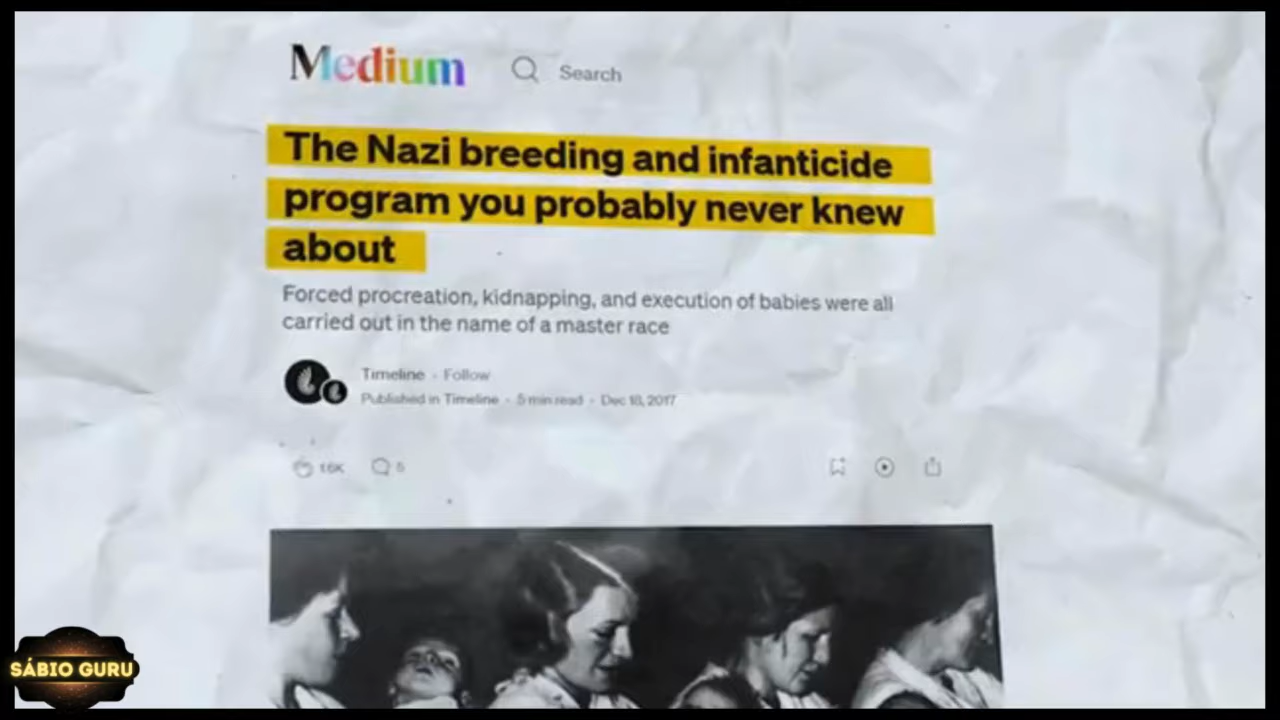 Medium
Search
The Nazi breeding and infanticide
program you probably never knew
about
Forced procreation, kidnapping, and execution of babies were all
carried out in the name of a master race
Timeline · Follow
Published in Timeline · 5 min read · Dec 18, 2017
1.6K 5
SÁBIO GURU